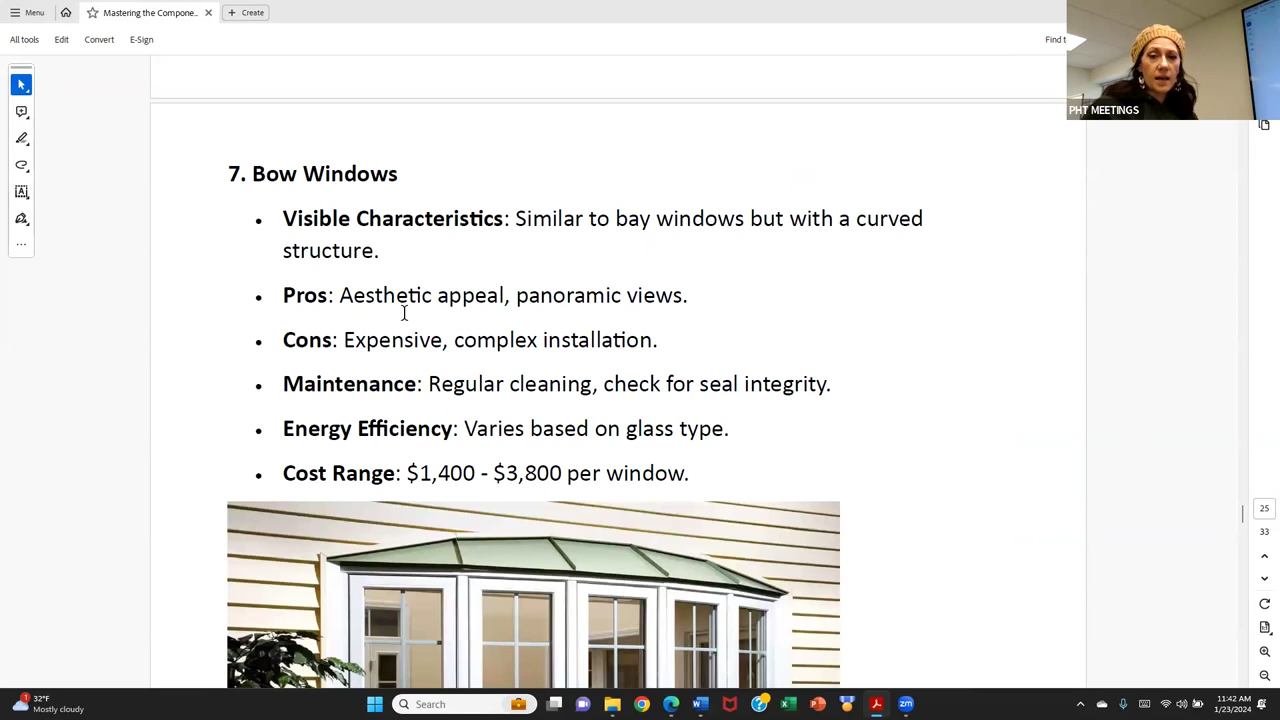 Menu
Mastering the Compone...
Create
All tools
Edit
Convert
E-Sign
Find t
PHT MEETINGS
7. Bow Windows
• Visible Characteristics: Similar to bay windows but with a curved
structure.
• Pros: Aesthetic appeal, panoramic views.
• Cons: Expensive, complex installation.
• Maintenance: Regular cleaning, check for seal integrity.
• Energy Efficiency: Varies based on glass type.
• Cost Range: $1,400 - $3,800 per window.
25
33
1
32°F
Mostly cloudy
Search
11:42 AM
1/23/2024